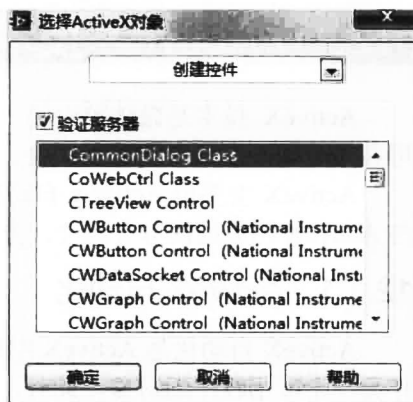 选择ActiveX对象
创建控件
验证服务器
CommonDialog Class
CoWebCtrl Class
CTreeView Control
CWButton Control (National Instrume
CWButton Control (National Instrume
CWDataSocket Control (National Inst
CWGraph Control (National Instrume
CWGraph Control (National Instrume
确定 取消 帮助